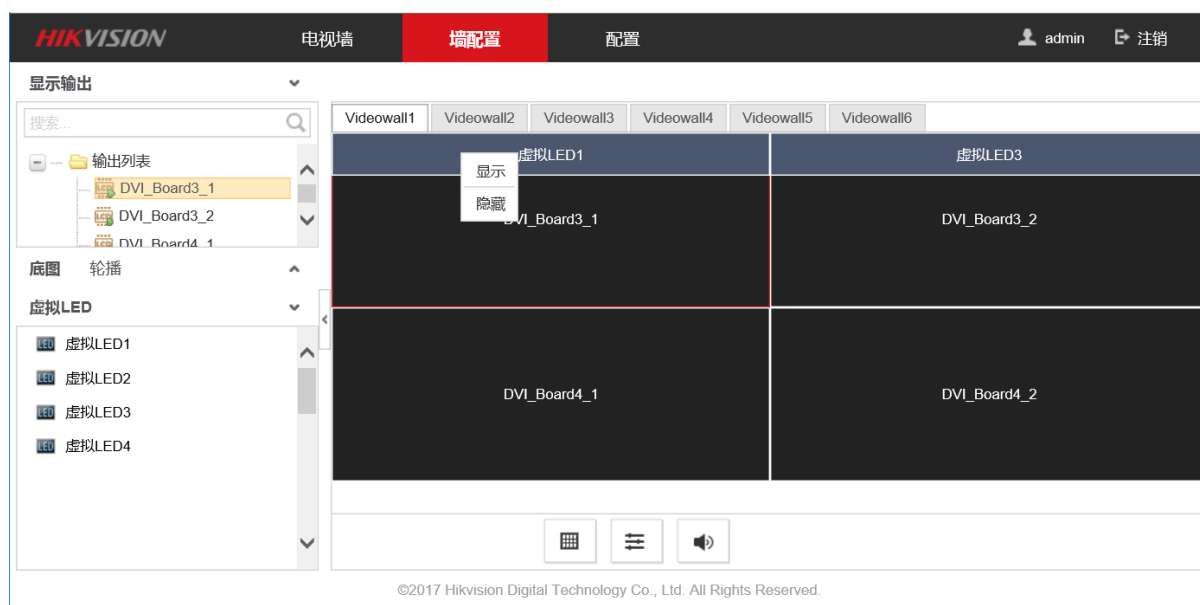 HIKVISION 电视墙 墙配置 配置 admin 注销
显示输出
搜索...
输出列表
DVI_Board3_1
DVI_Board3_2
DVI_Board4_1
底图 轮播
虚拟LED
虚拟LED1
虚拟LED2
虚拟LED3
虚拟LED4
Videowall1 Videowall2 Videowall3 Videowall4 Videowall5 Videowall6
虚拟LED1 虚拟LED3
显示
隐藏
DVI_Board3_1 DVI_Board3_2
DVI_Board4_1 DVI_Board4_2
©2017 Hikvision Digital Technology Co., Ltd. All Rights Reserved.